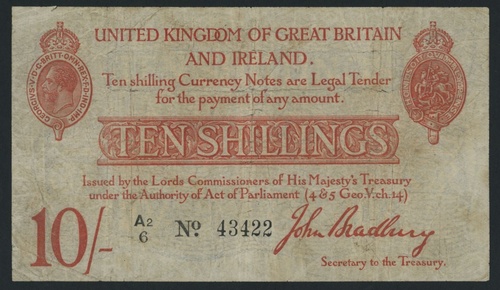 UNITED KINGDOM OF GREAT BRITAIN
AND IRELAND.
Ten shilling Currency Notes are Legal Tender
for the payment of any amount.
TEN SHILLINGS
Issued by the Lords Commissioners of His Majesty's Treasury
under the Authority of Act of Parliament (4 & 5 Geo.V.ch.14)
10/-
A2
6
No 43422
John Bradbury
Secretary to the Treasury.